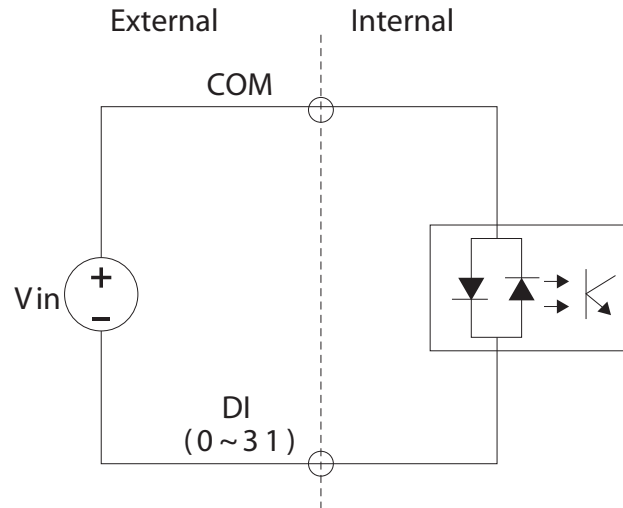 External
Internal
COM
+
Vin
–
DI
(0~31)